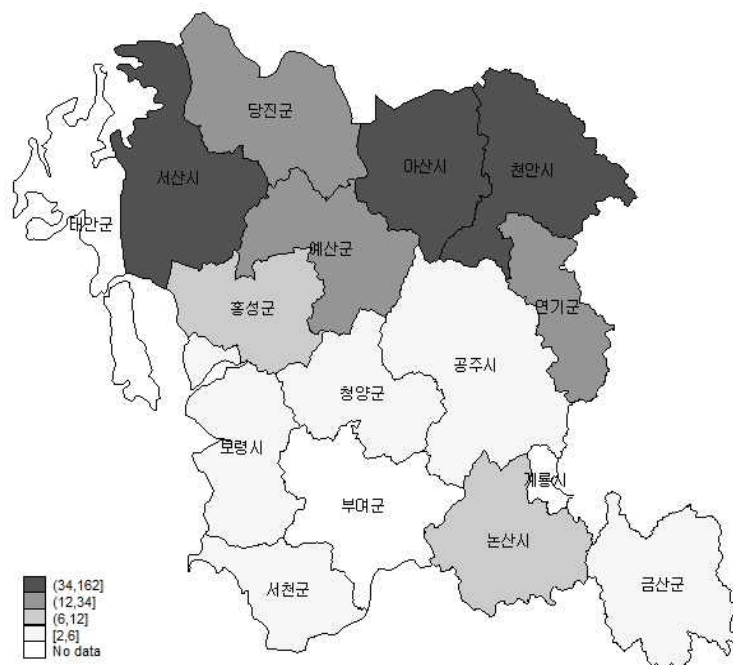 당진군
아산시
천안시
서산시
태안군
예산군
홍성군
연기군
공주시
청양군
보령시
계룡시
부여군
논산시
서천군
금산군
(34,162]
(12,34]
(6,12]
[2,6]
No data